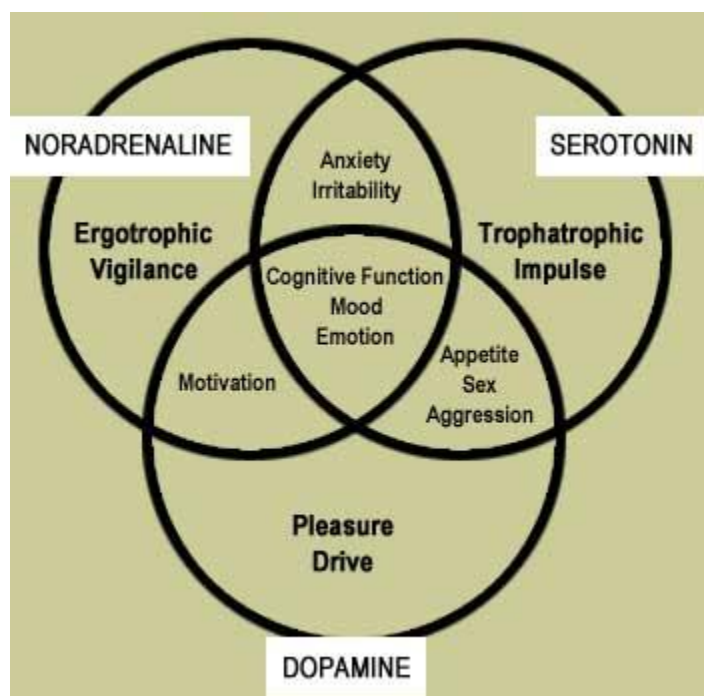 NORADRENALINE
SEROTONIN
Anxiety
Irritability
Ergotrophic
Vigilance
Trophatrophic
Impulse
Cognitive Function
Mood
Emotion
Motivation
Appetite
Sex
Aggression
Pleasure
Drive
DOPAMINE